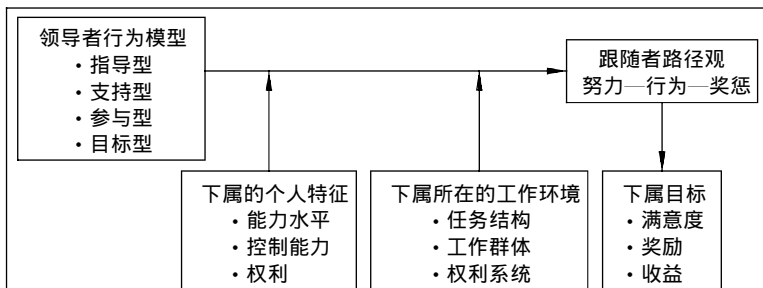 领导者行为模型
·指导型
·支持型
·参与型
·目标型
跟随者路径观
努力—行为—奖惩
下属的个人特征
·能力水平
·控制能力
·权利
下属所在的工作环境
·任务结构
·工作群体
·权利系统
下属目标
·满意度
·奖励
·收益